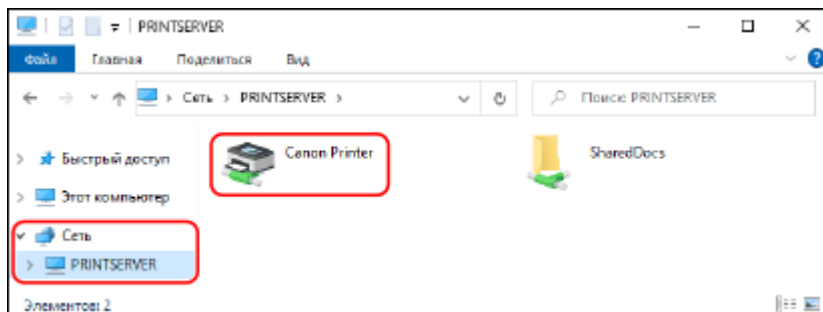 PRINTSERVER
Файл Главная Поделиться Вид
Сеть > PRINTSERVER > Поиск: PRINTSERVER
Быстрый доступ
Canon Printer
SharedDocs
Этот компьютер
Сеть
PRINTSERVER
Элементов: 2